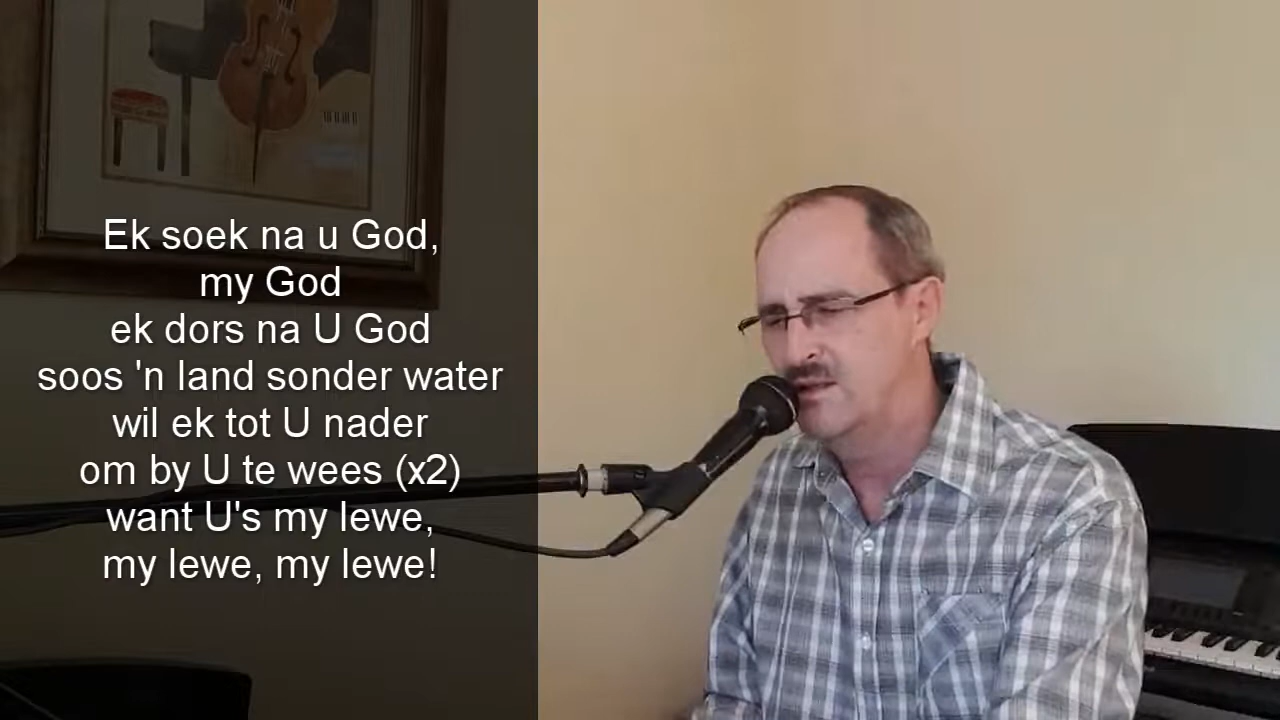 Ek soek na u God,
my God
ek dors na U God
soos 'n land sonder water
wil ek tot U nader
om by U te wees (x2)
want U's my lewe,
my lewe, my lewe!